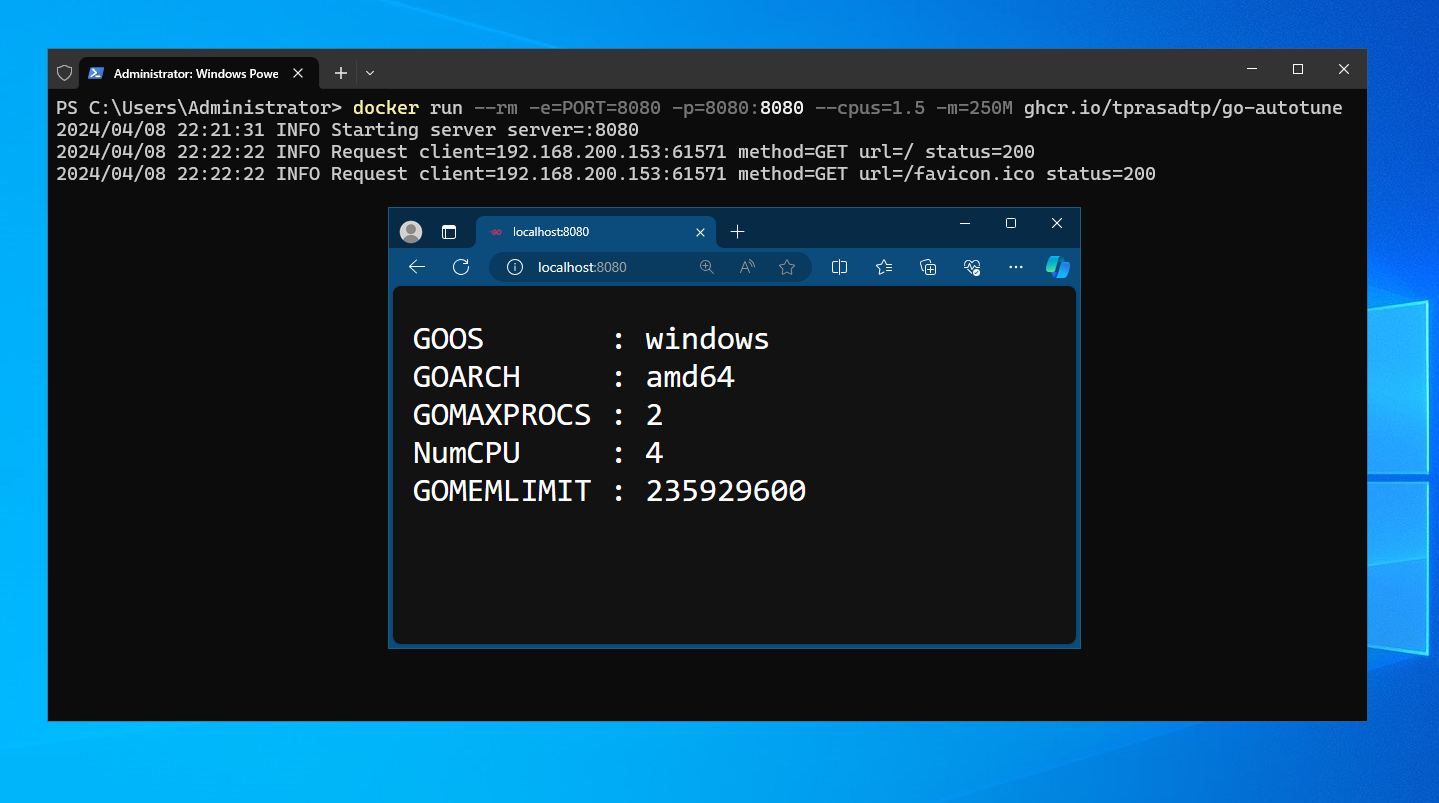 Administrator: Windows Powe
PS C:\Users\Administrator> docker run --rm -e=PORT=8080 -p=8080:8080 --cpus=1.5 -m=250M ghcr.io/tprasadtp/go-autotune
2024/04/08 22:21:31 INFO Starting server server=:8080
2024/04/08 22:22:22 INFO Request client=192.168.200.153:61571 method=GET url=/ status=200
2024/04/08 22:22:22 INFO Request client=192.168.200.153:61571 method=GET url=/favicon.ico status=200
localhost:8080
localhost:8080
GOOS : windows
GOARCH : amd64
GOMAXPROCS : 2
NumCPU : 4
GOMEMLIMIT : 235929600